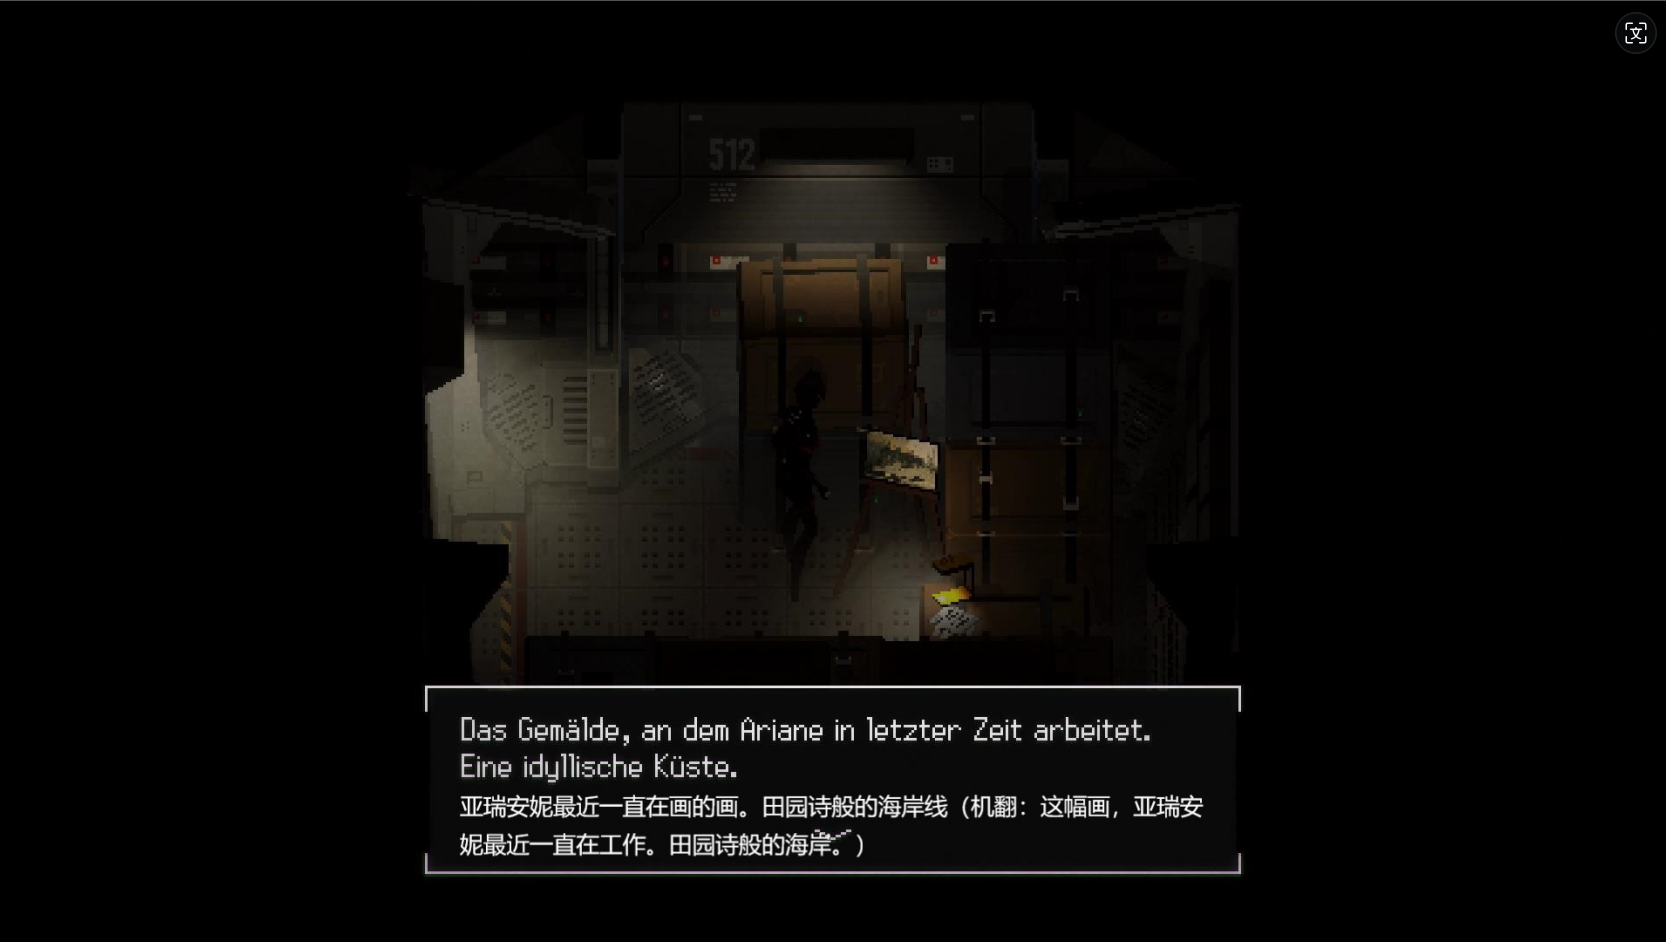 512
Das Gemälde, an dem Ariane in letzter Zeit arbeitet.
Eine idyllische Küste.
亚瑞安妮最近一直在画的画。田园诗般的海岸线（机翻：这幅画，亚瑞安
妮最近一直在工作。田园诗般的海岸。）